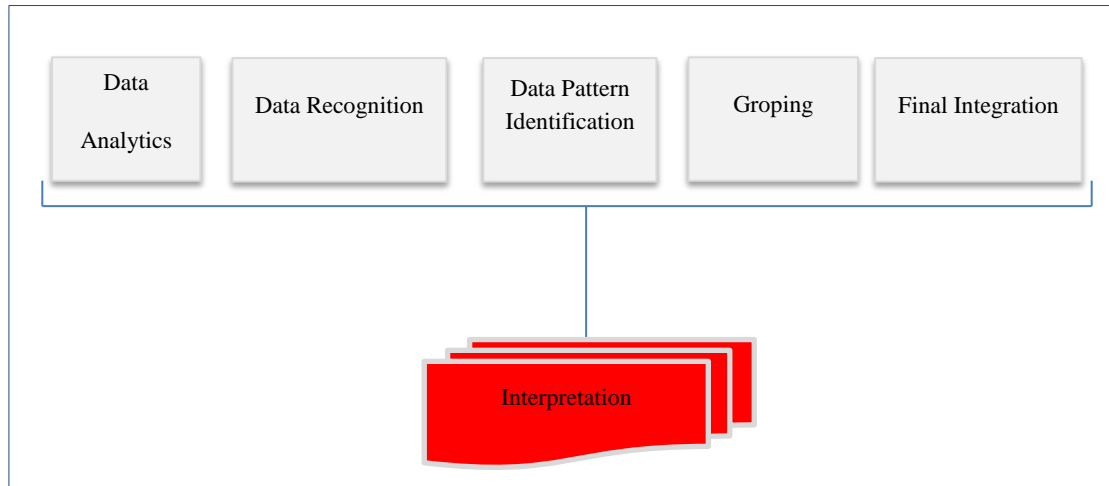 Data
Analytics
Data Recognition
Data Pattern
Identification
Groping
Final Integration
Interpretation